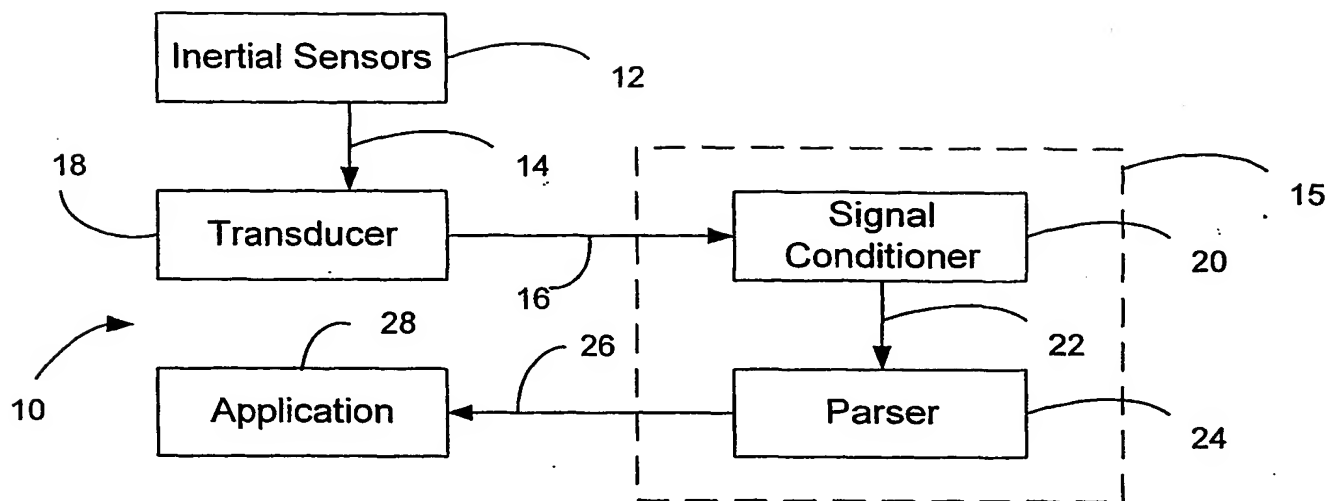 Inertial Sensors
12
14
18
Transducer
16
Signal
Conditioner
15
20
10
28
26
22
Application
Parser
24